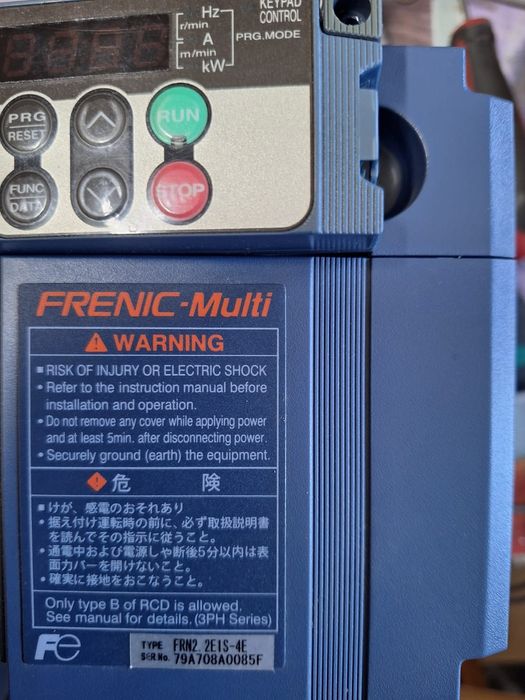 KEYPAD
CONTROL
PRG.MODE
Hz
r/min
A
m/min
kW
PRG
RESET
RUN
FUNC
DATA
STOP
FRENIC-Multi
WARNING
RISK OF INJURY OR ELECTRIC SHOCK
• Refer to the instruction manual before
installation and operation.
• Do not remove any cover while applying power
and at least 5min. after disconnecting power.
• Securely ground (earth) the equipment.
危 険
けが、感電のおそれあり
• 据え付け運転時の前に、必ず取扱説明書
を読んでその指示に従うこと。
• 通電中および電源しゃ断後5分以内は表
面カバーを開けないこと。
• 確実に接地をおこなうこと。
Only type B of RCD is allowed.
See manual for details. (3PH Series)
Fe
TYPE FRN2.2E1S-4E
SER.No. 79A708A0085F